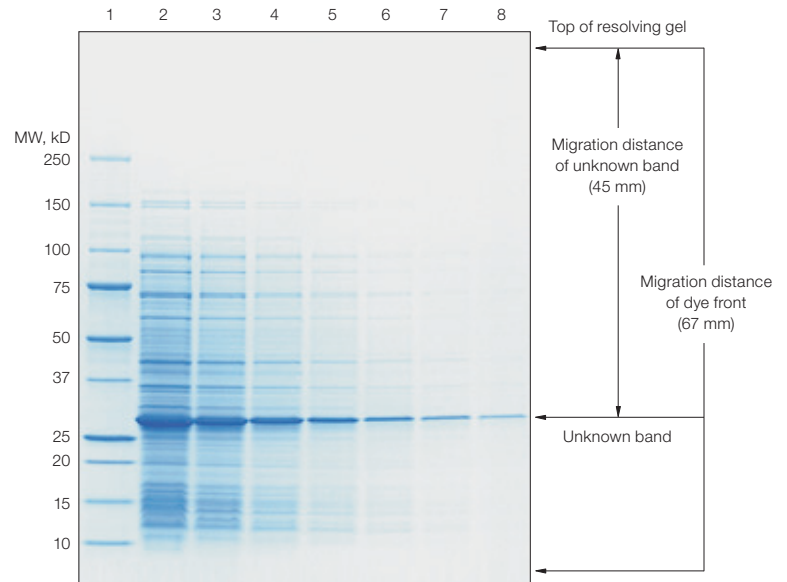 1 2 3 4 5 6 7 8
Top of resolving gel
MW, kD
250
150
100
75
50
37
25
20
15
10
Migration distance
of unknown band
(45 mm)
Migration distance
of dye front
(67 mm)
Unknown band